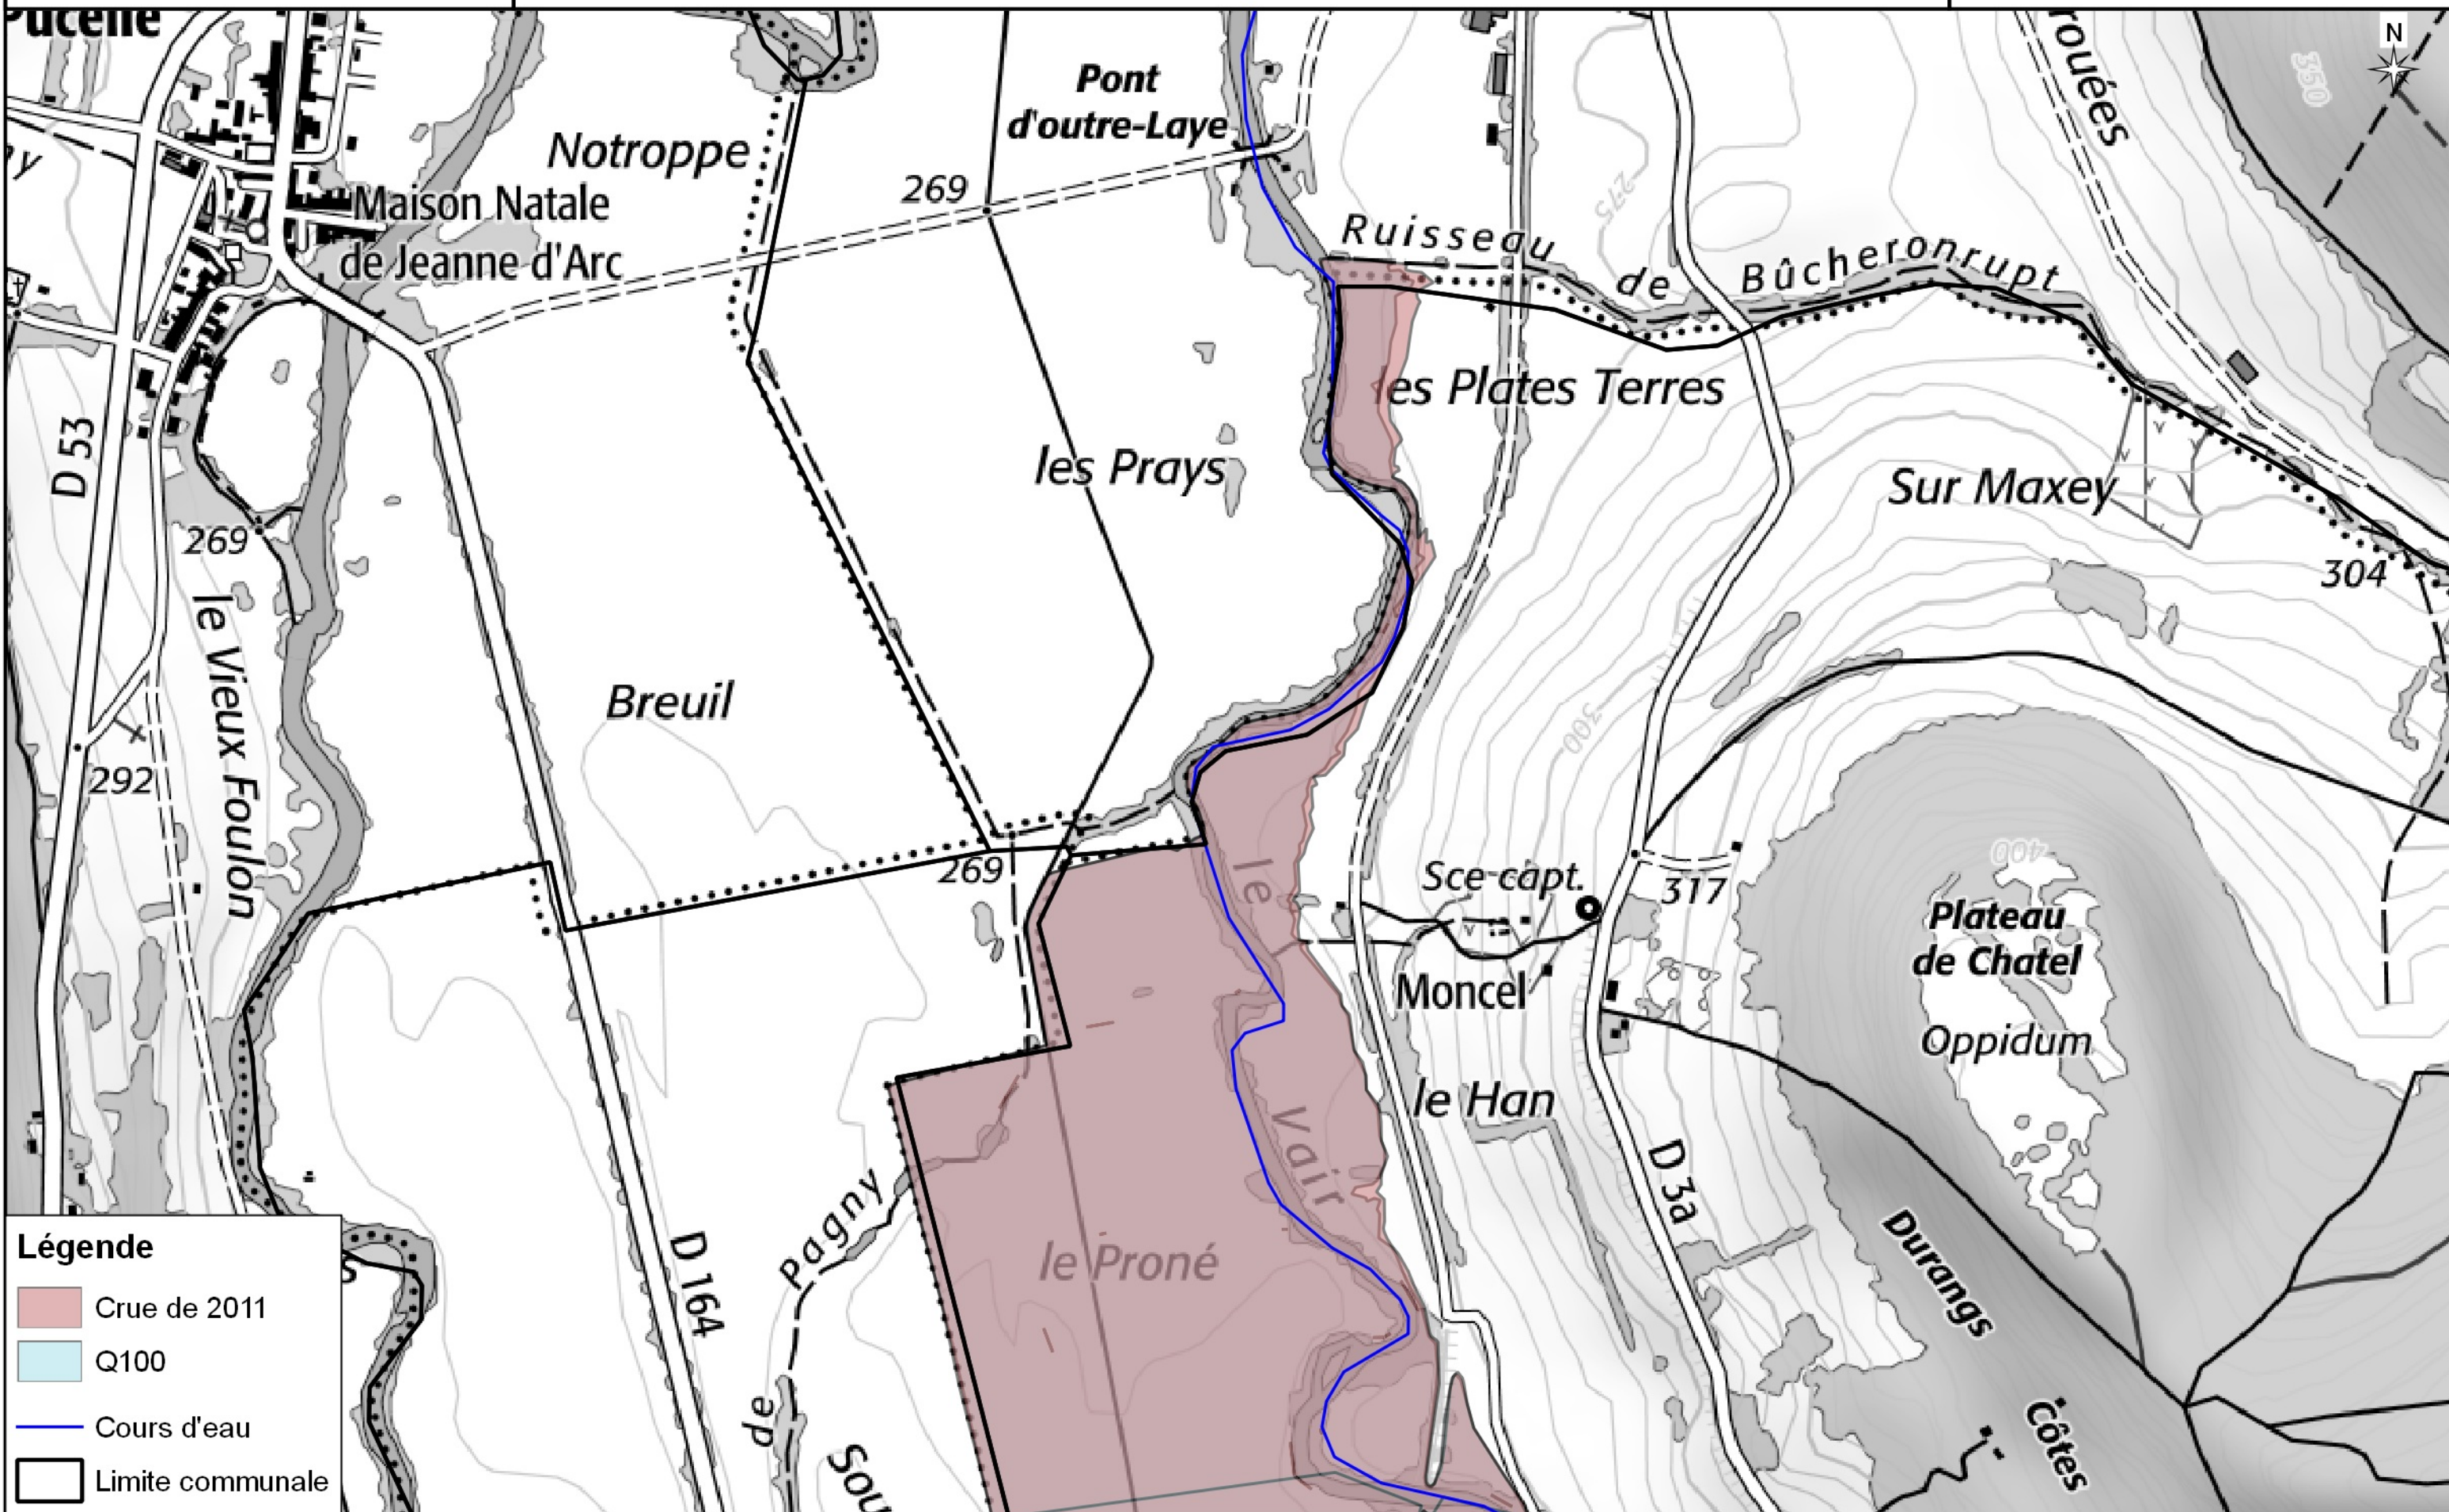 Pucelle
N
Pont
d'outre-Laye
rouées
350
Notroppe
269
Maison Natale
de Jeanne d'Arc
275
Ruisseau
de
Bûcheronrupt
D 53
les Plates Terres
les Prays
Sur Maxey
269
304
le Vieux Foulon
Breuil
300
292
269
le
Vair
Sce-capt.
317
400
Plateau
de Chatel
Oppidum
Moncel
le Han
D 3a
Pagny
de
D 164
le Proné
Durangs
Côtes
Sou
s
Légende
Crue de 2011
Q100
Cours d'eau
Limite communale